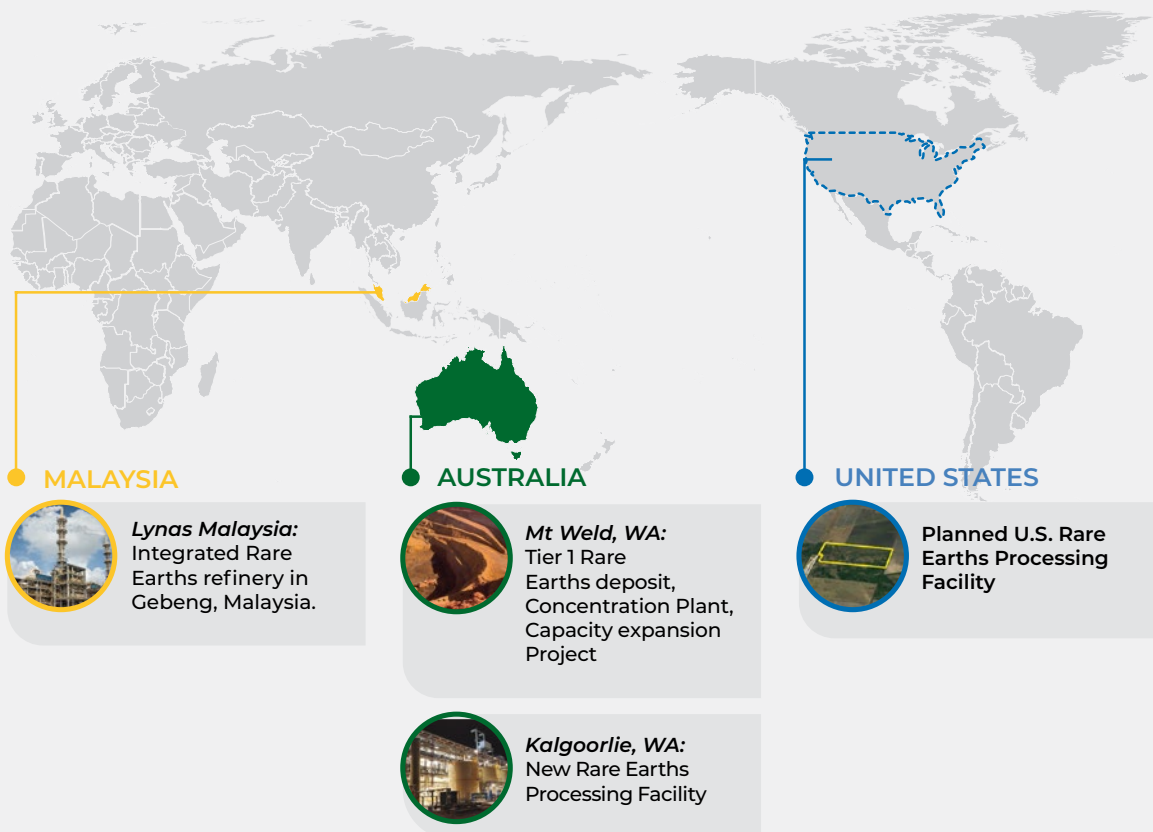 MALAYSIA
Lynas Malaysia:
Integrated Rare
Earths refinery in
Gebeng, Malaysia.
AUSTRALIA
Mt Weld, WA:
Tier 1 Rare
Earths deposit,
Concentration Plant,
Capacity expansion
Project
Kalgoorlie, WA:
New Rare Earths
Processing Facility
UNITED STATES
Planned U.S. Rare
Earths Processing
Facility